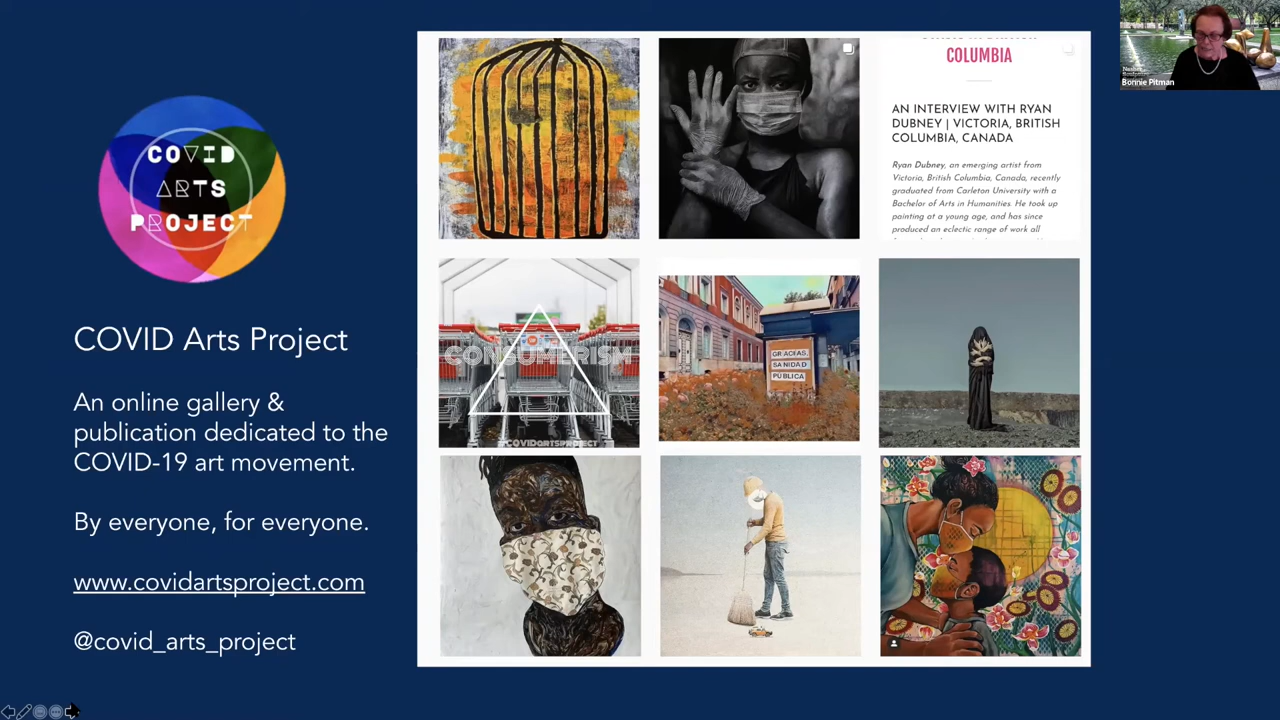 COVID
ARTS
PROJECT
COVID Arts Project
An online gallery &
publication dedicated to the
COVID-19 art movement.
By everyone, for everyone.
www.covidartsproject.com
@covid_arts_project
COLUMBIA
AN INTERVIEW WITH RYAN
DUBNEY | VICTORIA, BRITISH
COLUMBIA, CANADA
Ryan Dubney, an emerging artist from
Victoria, British Columbia, Canada, recently
graduated from Carleton University with a
Bachelor of Arts in Humanities. He took up
painting at a young age, and has since
produced an eclectic range of work all
CONSUMERISM
COVIDARTSPROJECT
GRACIAS,
SANIDAD
PÚBLICA
Bonnie Pitman